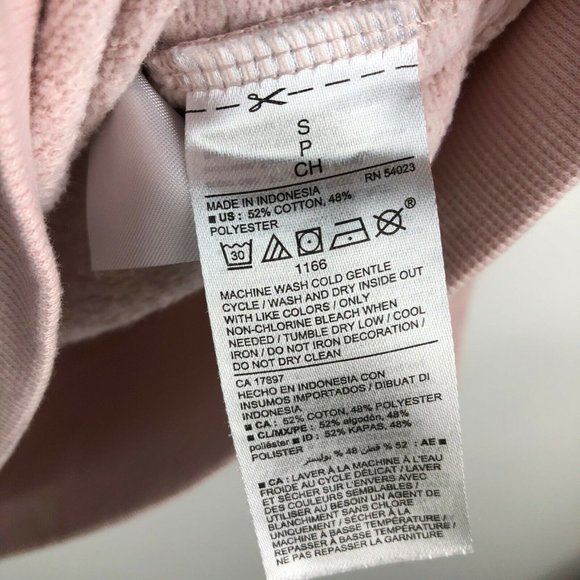 S
P
CH
MADE IN INDONESIA RN 54023
■ US : 52% COTTON, 48%
POLYESTER
30 ®
1166
MACHINE WASH COLD GENTLE
CYCLE / WASH AND DRY INSIDE OUT
WITH LIKE COLORS / ONLY
NON-CHLORINE BLEACH WHEN
NEEDED / TUMBLE DRY LOW / COOL
IRON / DO NOT IRON DECORATION /
DO NOT DRY CLEAN
CA 17897
HECHO EN INDONESIA CON
INSUMOS IMPORTADOS / DIBUAT DI
INDONESIA
■ CA : 52% COTON, 48% POLYESTER
■ CL/MX/PE: 52% algodón, 48%
poliéster ■ ID : 52% KAPAS, 48%
POLISTER
■ AE : 52 % قطن, 48 % بوليستر
■ CA : LAVER À LA MACHINE À L'EAU
FROIDE AU CYCLE DÉLICAT / LAVER
ET SÉCHER SUR L'ENVERS AVEC
COULEURS SEMBLABLES /
UTILISER AU BESOIN UN AGENT DE
BLANCHIMENT SANS CHLORE
UNIQUEMENT / SÉCHER À LA
MACHINE À BASSE TEMPÉRATURE /
REPASSER À BASSE TEMPÉRATURE /
NE PAS REPASSER LA GARNITURE